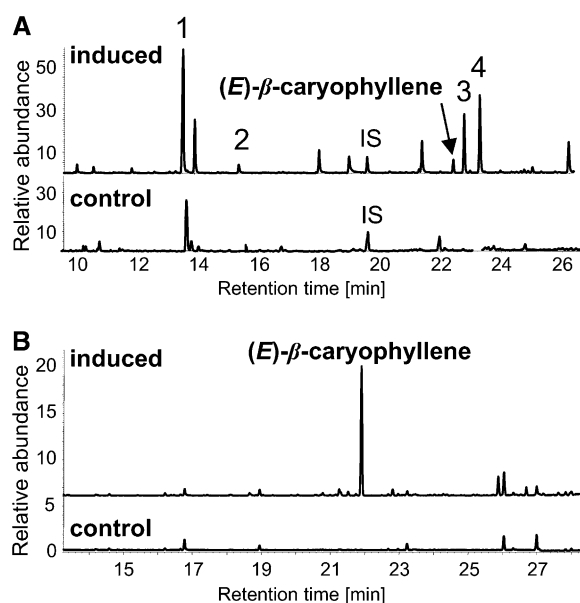 A
induced
1
(E)-β-caryophyllene
4
3
2
IS
Relative abundance
50
30
10
control
IS
Relative abundance
30
10
10 12 14 16 18 20 22 24 26
Retention time [min]
B
induced
(E)-β-caryophyllene
Relative abundance
20
15
10
5
0
control
15 17 19 21 23 25 27
Retention time [min]